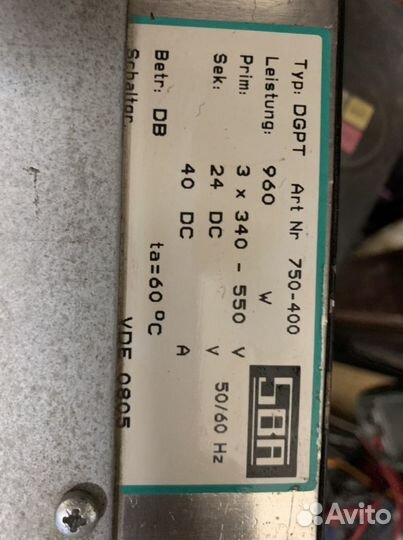 Typ: DGPT Art Nr 750-400
Leistung: 960 W
Prim: 3 x 340 - 550 V 50/60 Hz
Sek: 24 DC V
40 DC A
Betr: DB ta=60°C
Schaltgr. VDE 0805
SBA
Avito